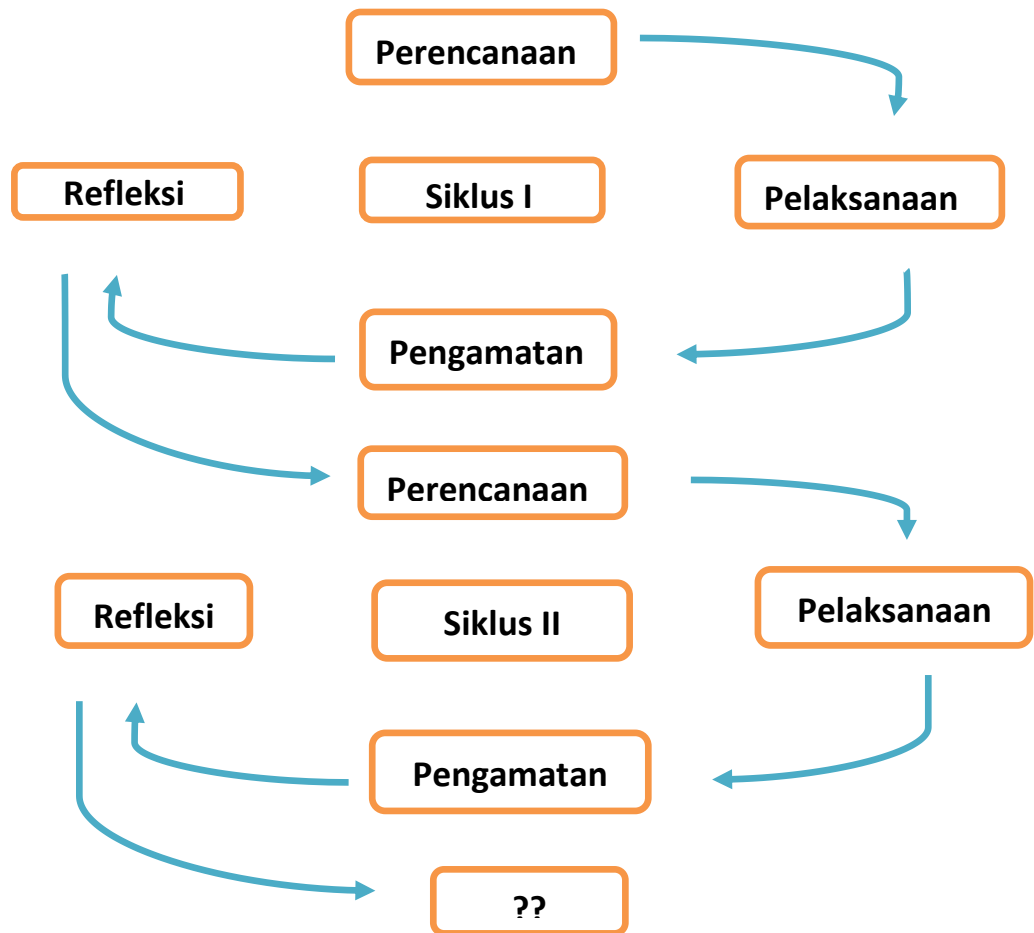 Perencanaan
Refleksi
Siklus I
Pelaksanaan
Pengamatan
Perencanaan
Refleksi
Siklus II
Pelaksanaan
Pengamatan
??